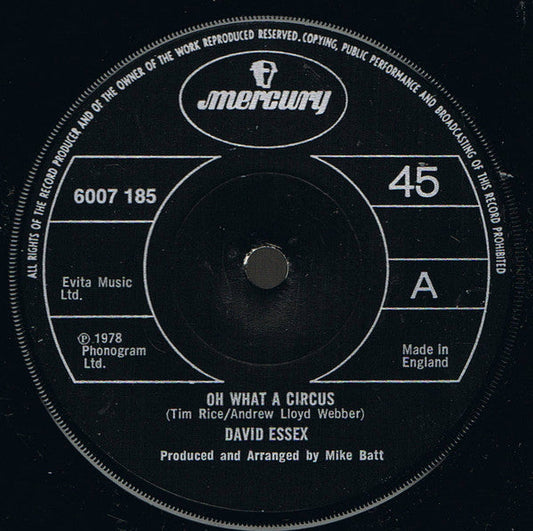 ALL RIGHTS OF THE RECORD PRODUCER AND OF THE OWNER OF THE WORK REPRODUCED RESERVED. COPYING, PUBLIC PERFORMANCE AND BROADCASTING OF THIS RECORD PROHIBITED
mercury
6007 185
45
Evita Music
Ltd.
A
℗ 1978
Phonogram
Ltd.
Made in
England
OH WHAT A CIRCUS
(Tim Rice/Andrew Lloyd Webber)
DAVID ESSEX
Produced and Arranged by Mike Batt